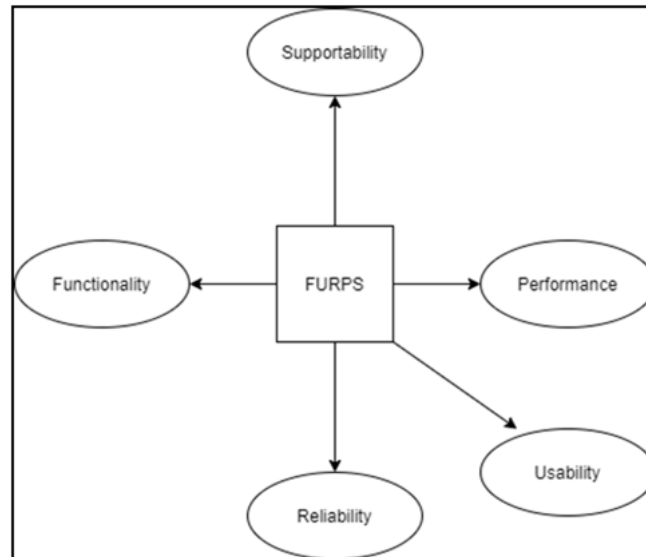 Supportability
Functionality
FURPS
Performance
Usability
Reliability